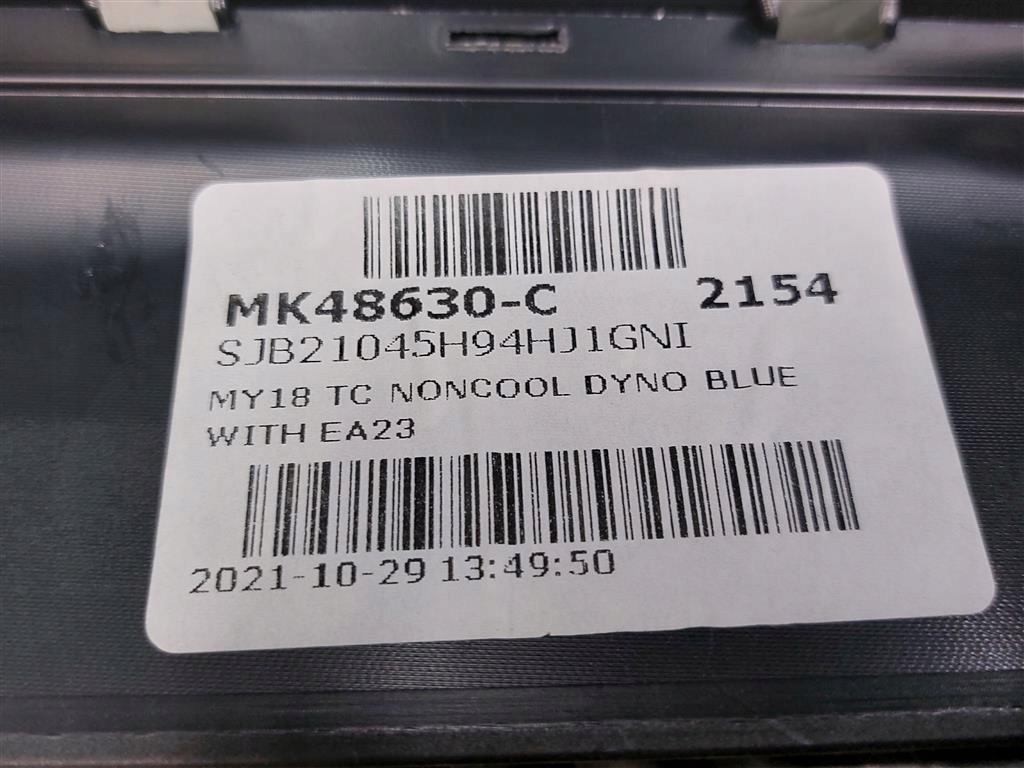 MK48630-C 2154
SJB21045H94HJ1GNI
MY18 TC NONCOOL DYNO BLUE
WITH EA23
2021-10-29 13:49:50